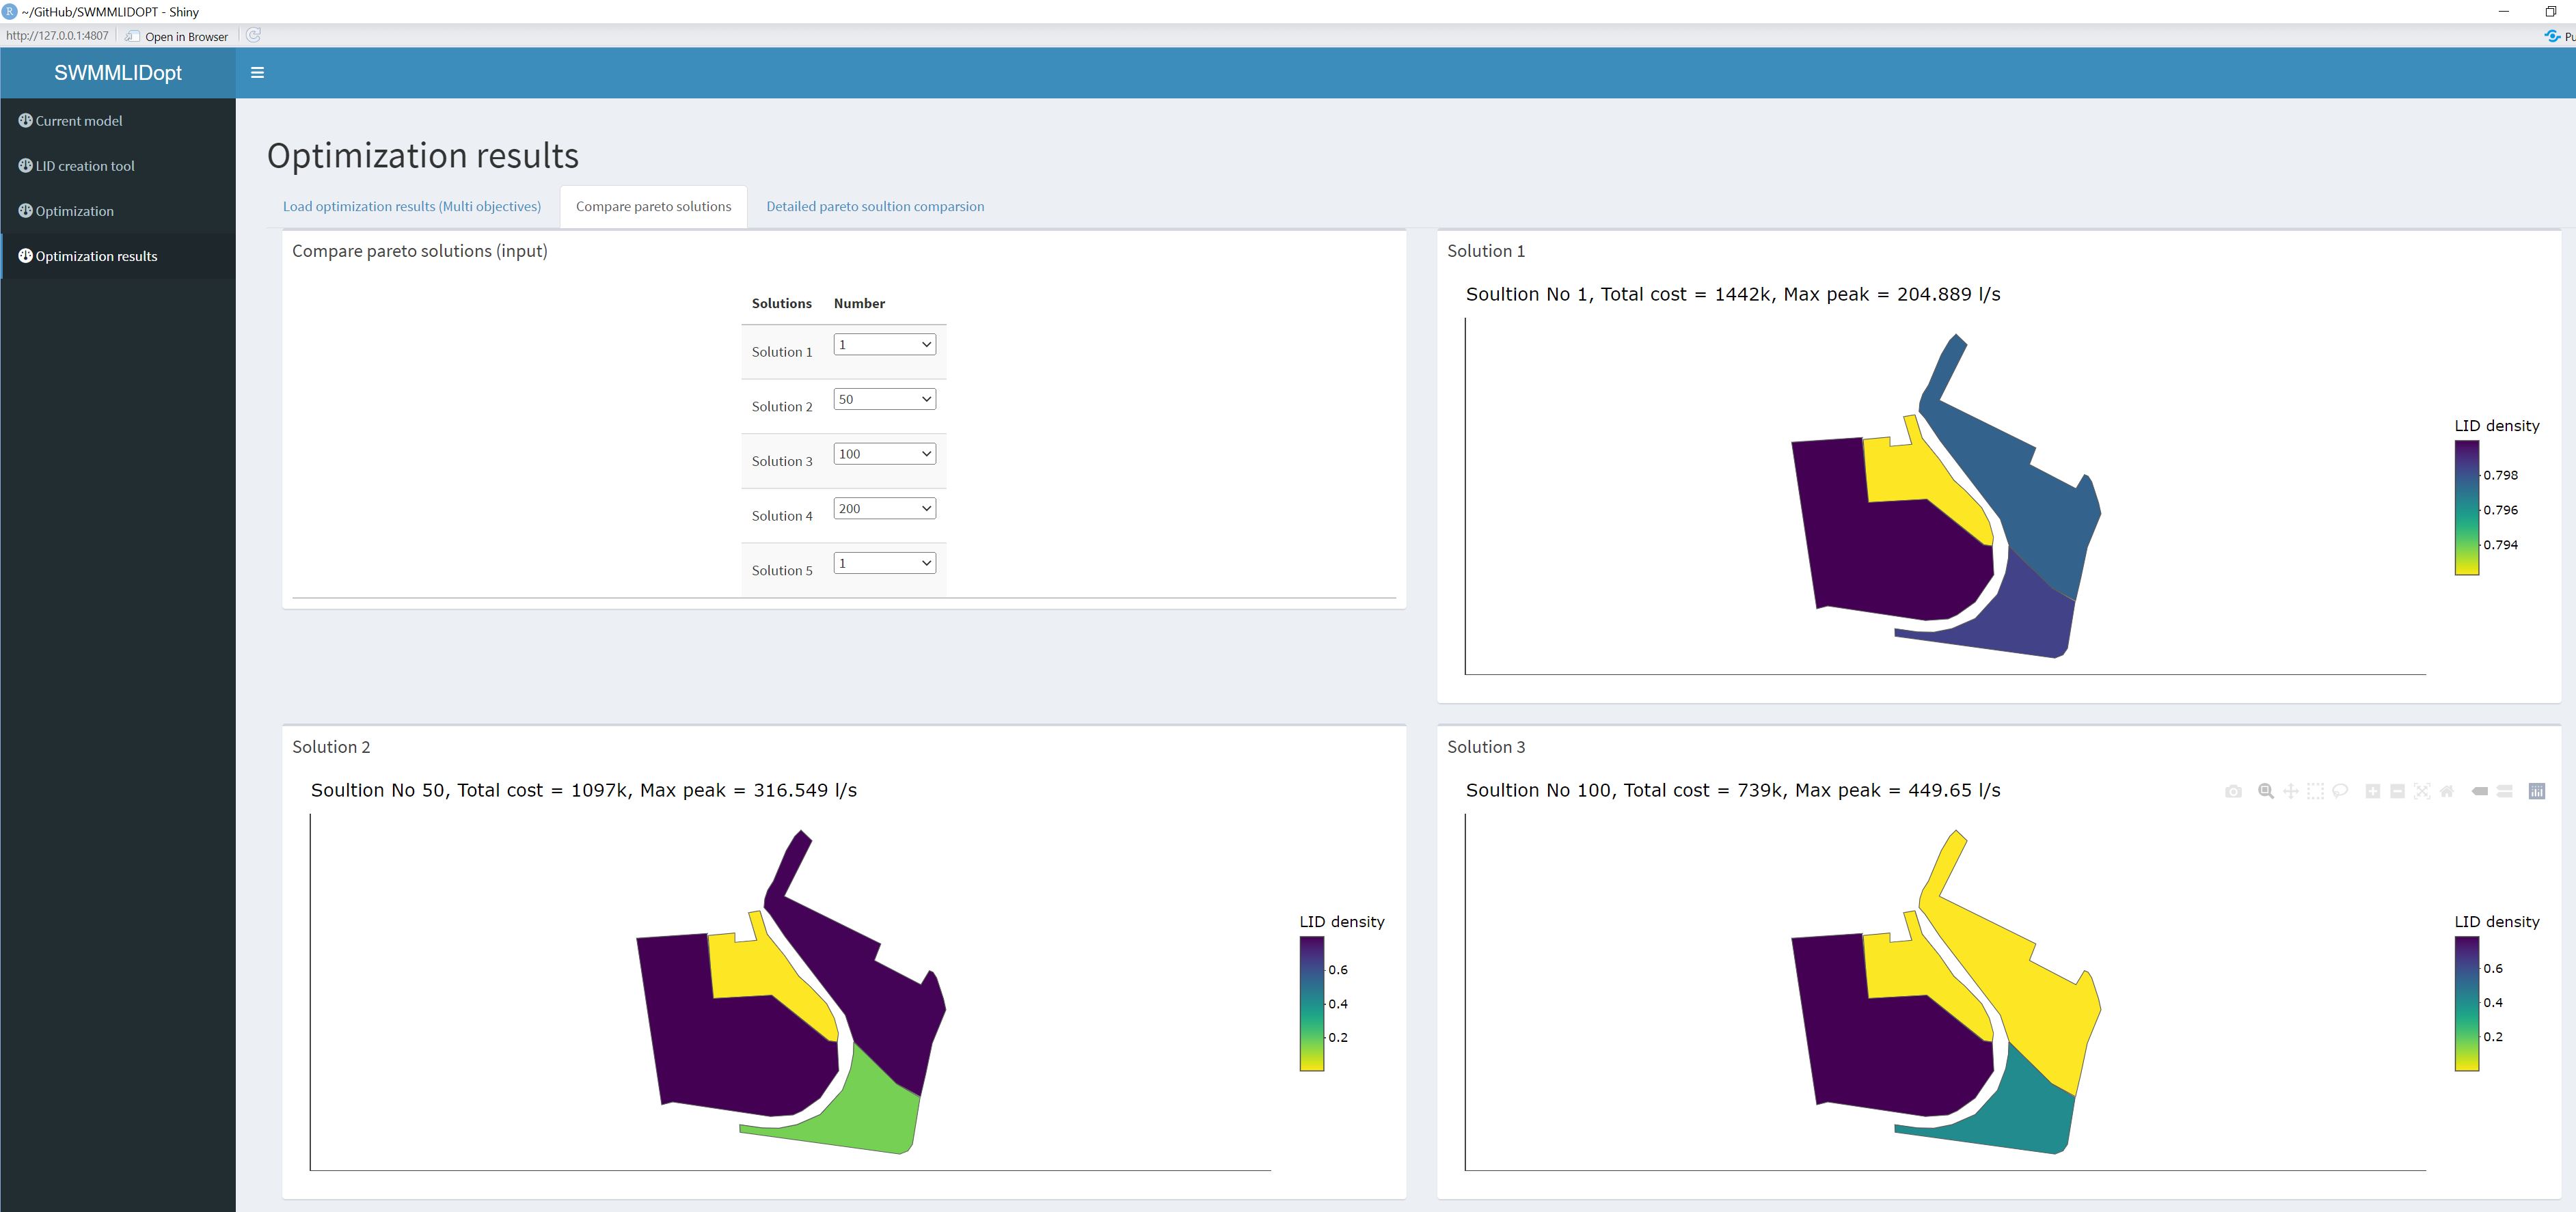 ~/GitHub/SWMMLIDOPT - Shiny
http://127.0.0.1:4807 Open in Browser
SWMMLIDopt
Current model
LID creation tool
Optimization
Optimization results
Optimization results
Load optimization results (Multi objectives) Compare pareto solutions Detailed pareto soultion comparsion
Compare pareto solutions (input)
Solutions Number
Solution 1 1
Solution 2 50
Solution 3 100
Solution 4 200
Solution 5 1
Solution 1
Soultion No 1, Total cost = 1442k, Max peak = 204.889 l/s
LID density
0.798
0.796
0.794
Solution 2
Soultion No 50, Total cost = 1097k, Max peak = 316.549 l/s
LID density
0.6
0.4
0.2
Solution 3
Soultion No 100, Total cost = 739k, Max peak = 449.65 l/s
LID density
0.6
0.4
0.2